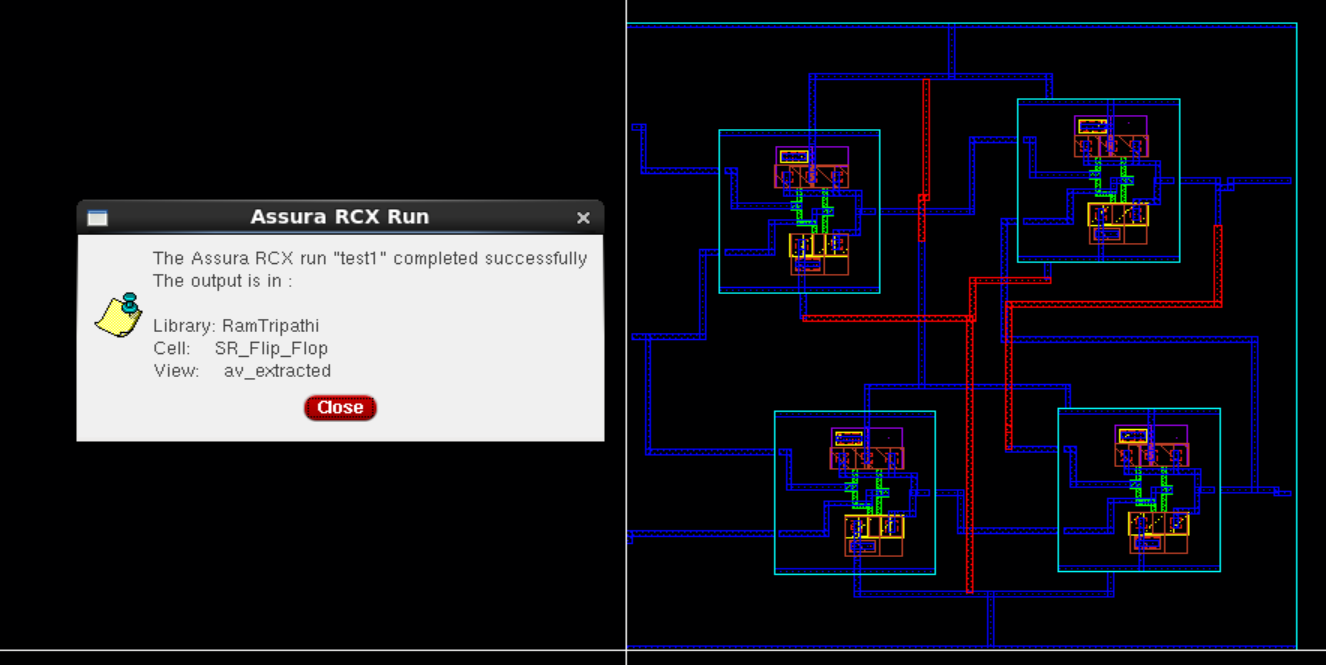 Assura RCX Run
The Assura RCX run "test1" completed successfully
The output is in :
Library: RamTripathi
Cell: SR_Flip_Flop
View: av_extracted
Close